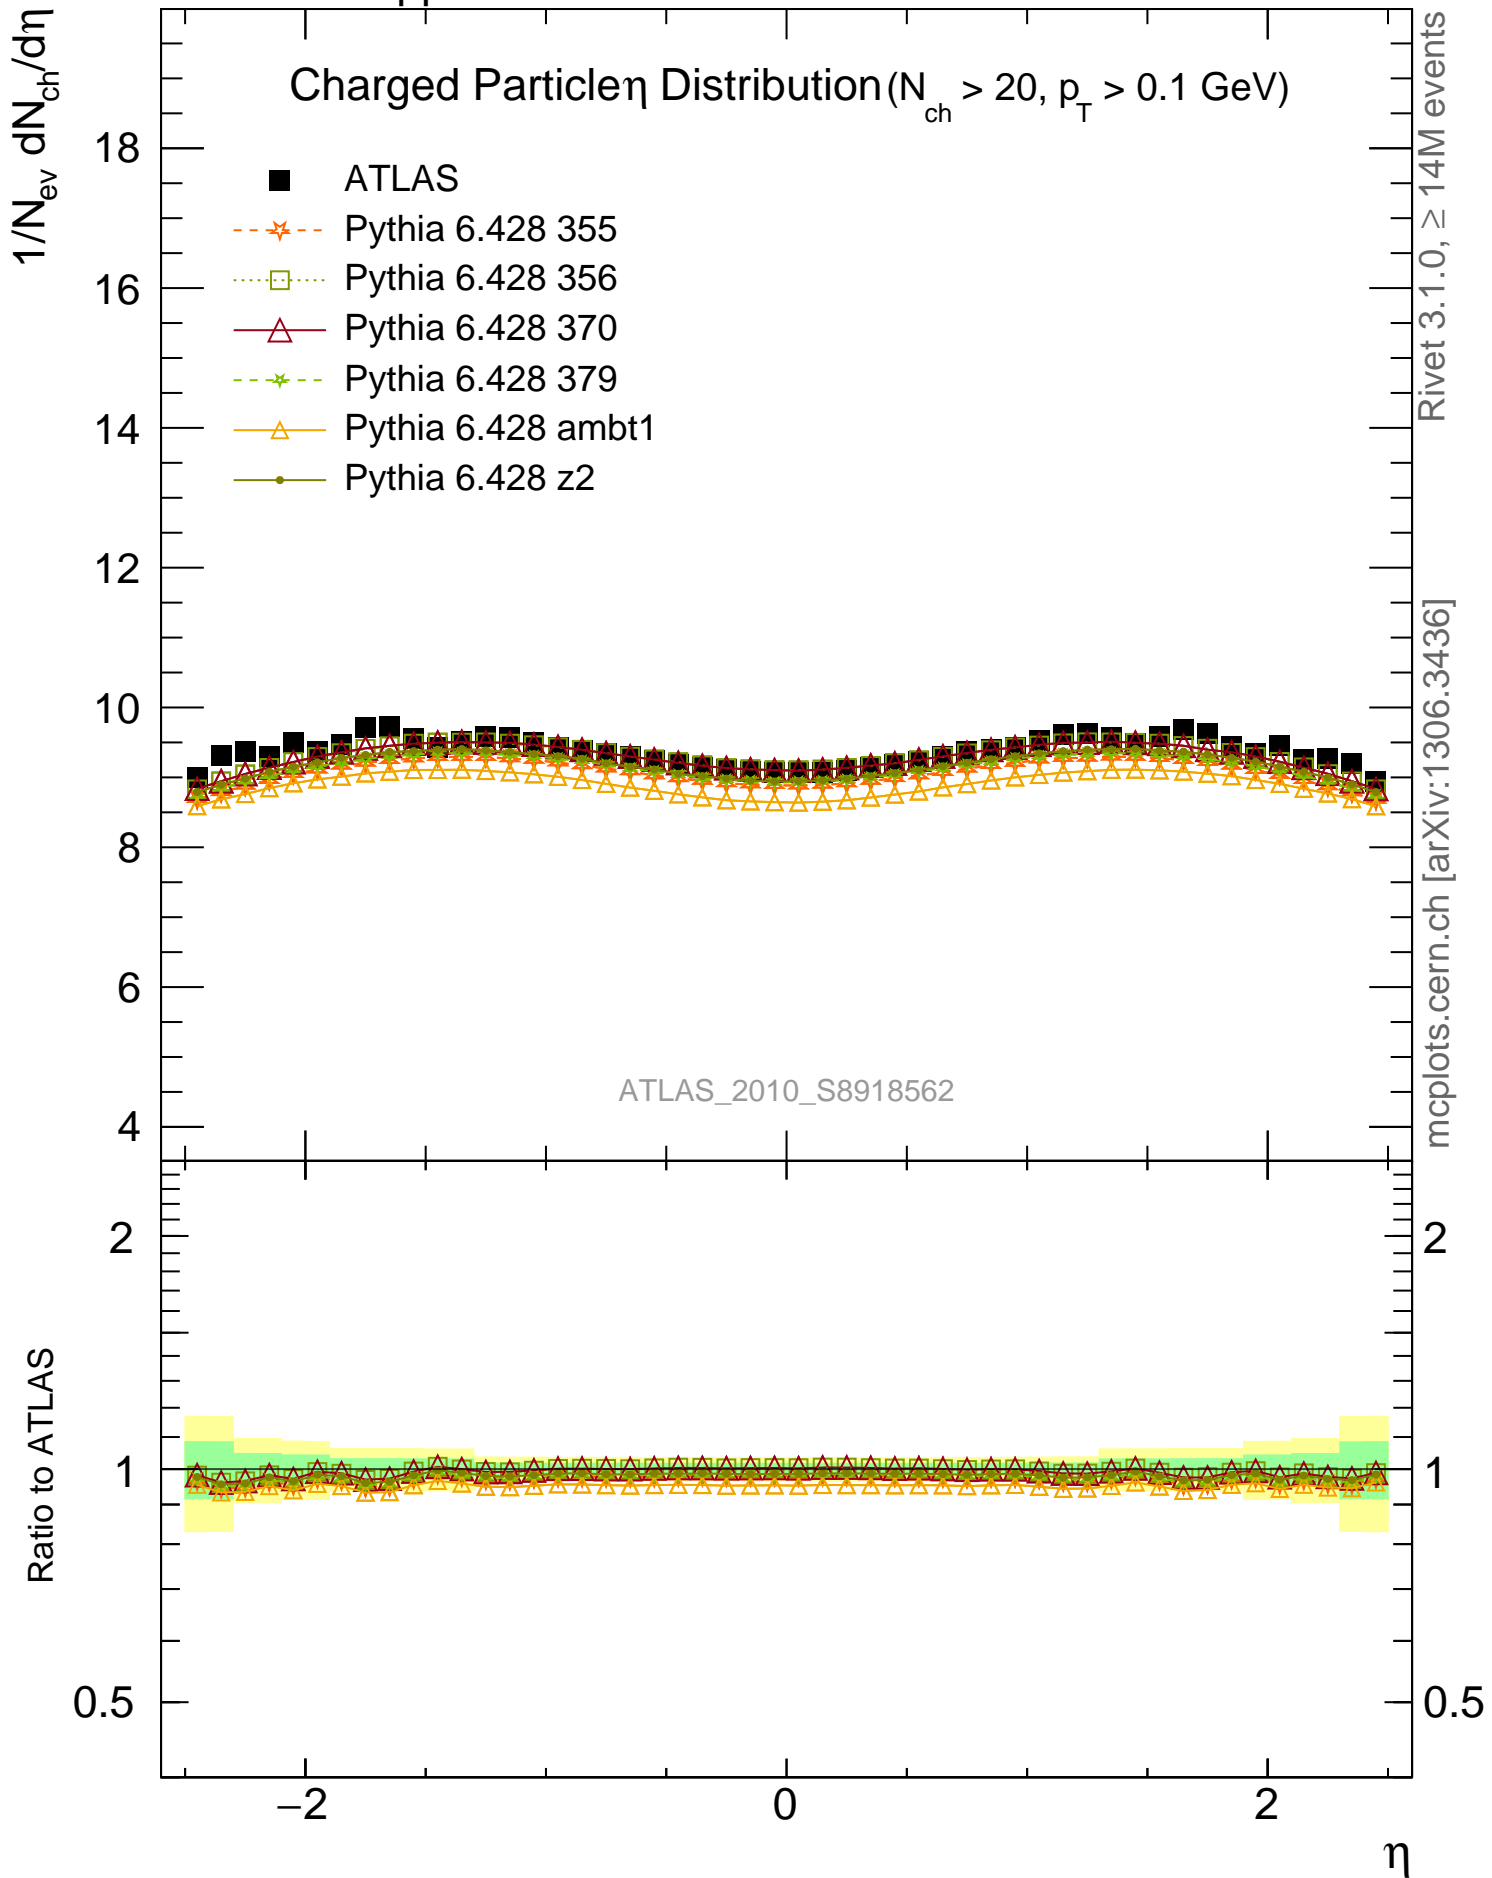 pp
1/N_ev dN_ch/dη
Charged Particleη Distribution (N_ch > 20, p_T > 0.1 GeV)
ATLAS
Pythia 6.428 355
Pythia 6.428 356
Pythia 6.428 370
Pythia 6.428 379
Pythia 6.428 ambt1
Pythia 6.428 z2
18
16
14
12
10
8
6
4
ATLAS_2010_S8918562
Rivet 3.1.0, ≥ 14M events
mcplots.cern.ch [arXiv:1306.3436]
Ratio to ATLAS
2
1
0.5
2
1
0.5
−2
0
2
η